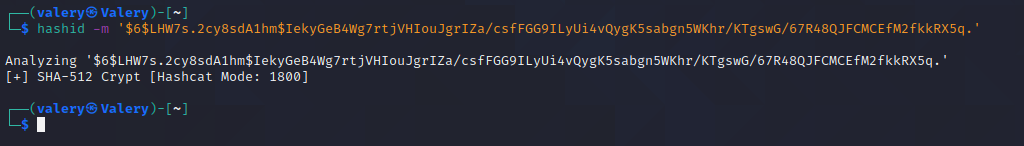 ┌──(valery㉿Valery)-[~]
└─$ hashid -m '$6$LHW7s.2cy8sdA1hm$IekyGeB4Wg7rtjVHIouJgrIZa/csfFGG9ILyUi4vQygK5sabgn5WKhr/KTgswG/67R48QJFCMCEfM2fkkRX5q.'
Analyzing '$6$LHW7s.2cy8sdA1hm$IekyGeB4Wg7rtjVHIouJgrIZa/csfFGG9ILyUi4vQygK5sabgn5WKhr/KTgswG/67R48QJFCMCEfM2fkkRX5q.'
[+] SHA-512 Crypt [Hashcat Mode: 1800]
┌──(valery㉿Valery)-[~]
└─$